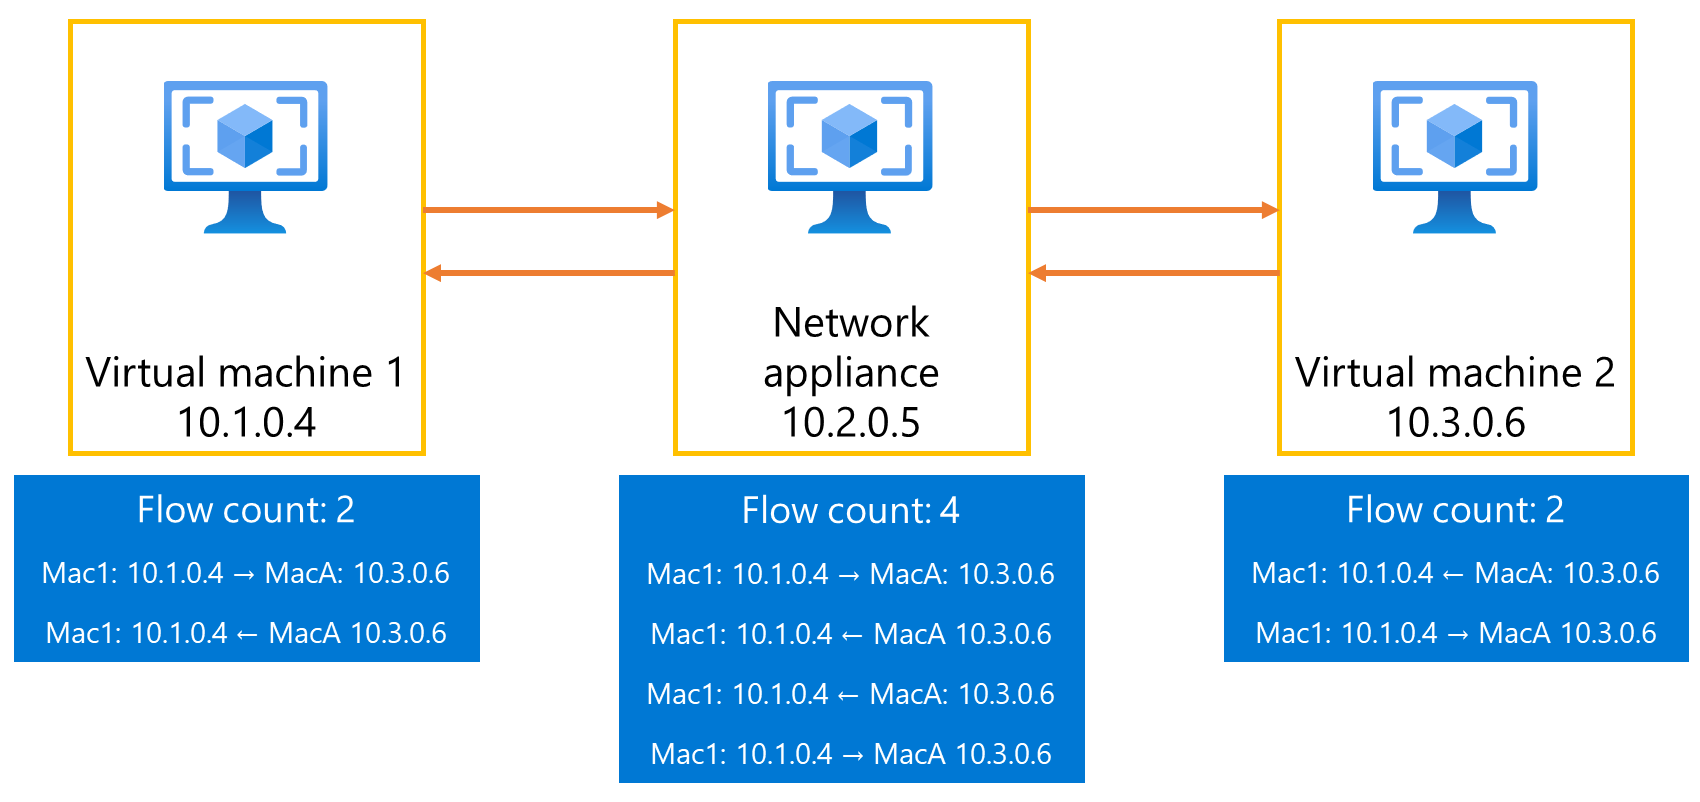 Virtual machine 1
10.1.0.4
Network
appliance
10.2.0.5
Virtual machine 2
10.3.0.6
Flow count: 2
Mac1: 10.1.0.4 → MacA: 10.3.0.6
Mac1: 10.1.0.4 ← MacA 10.3.0.6
Flow count: 4
Mac1: 10.1.0.4 → MacA: 10.3.0.6
Mac1: 10.1.0.4 ← MacA 10.3.0.6
Mac1: 10.1.0.4 ← MacA: 10.3.0.6
Mac1: 10.1.0.4 → MacA 10.3.0.6
Flow count: 2
Mac1: 10.1.0.4 ← MacA: 10.3.0.6
Mac1: 10.1.0.4 → MacA 10.3.0.6